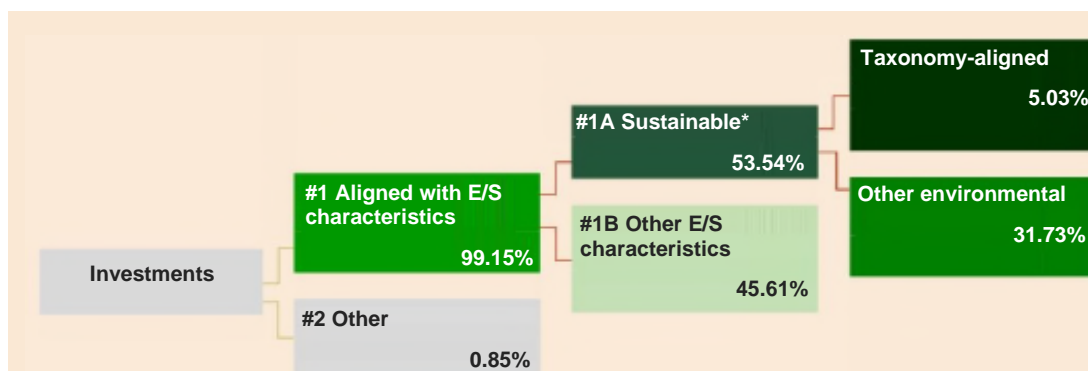 Taxonomy-aligned
5.03%
#1A Sustainable*
53.54%
#1 Aligned with E/S
characteristics
99.15%
Other environmental
31.73%
#1B Other E/S
characteristics
45.61%
Investments
#2 Other
0.85%